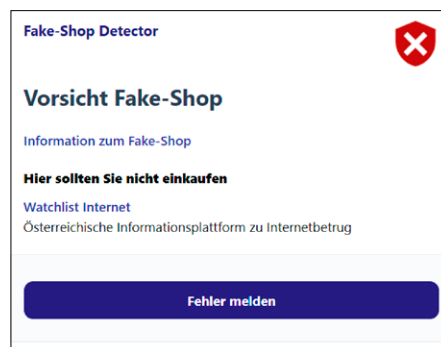 Fake-Shop Detector
Vorsicht Fake-Shop
Information zum Fake-Shop
Hier sollten Sie nicht einkaufen
Watchlist Internet
Österreichische Informationsplattform zu Internetbetrug
Fehler melden